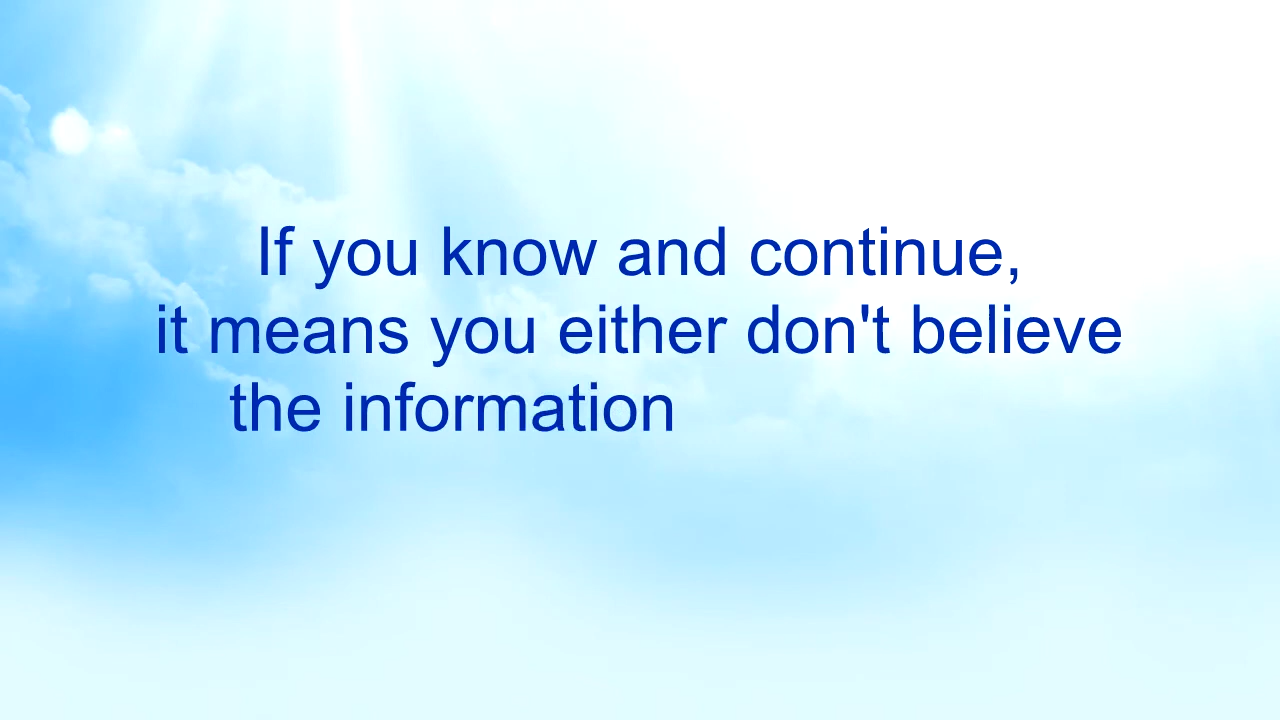 If you know and continue,
it means you either don't believe
the information